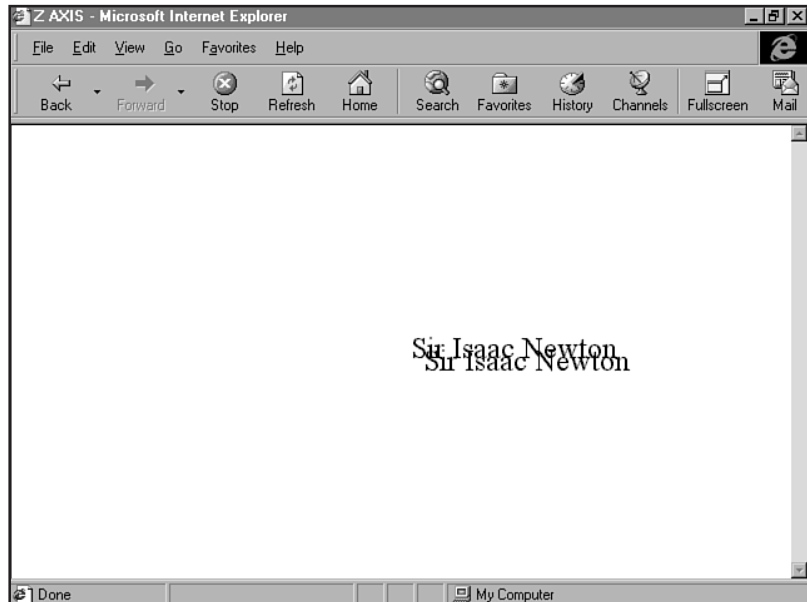 Z AXIS - Microsoft Internet Explorer
File Edit View Go Favorites Help
Back Forward Stop Refresh Home Search Favorites History Channels Fullscreen Mail
Sir Isaac Newton
Sir Isaac Newton
Done My Computer